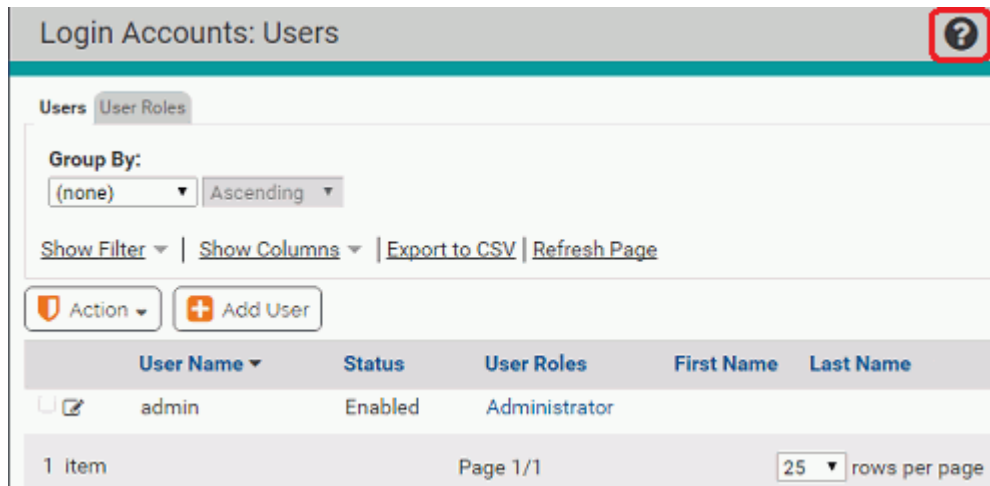 Login Accounts: Users ?
Users User Roles
Group By:
(none) Ascending
Show Filter | Show Columns | Export to CSV | Refresh Page
Action Add User
User Name Status User Roles First Name Last Name
admin Enabled Administrator
1 item Page 1/1 25 rows per page